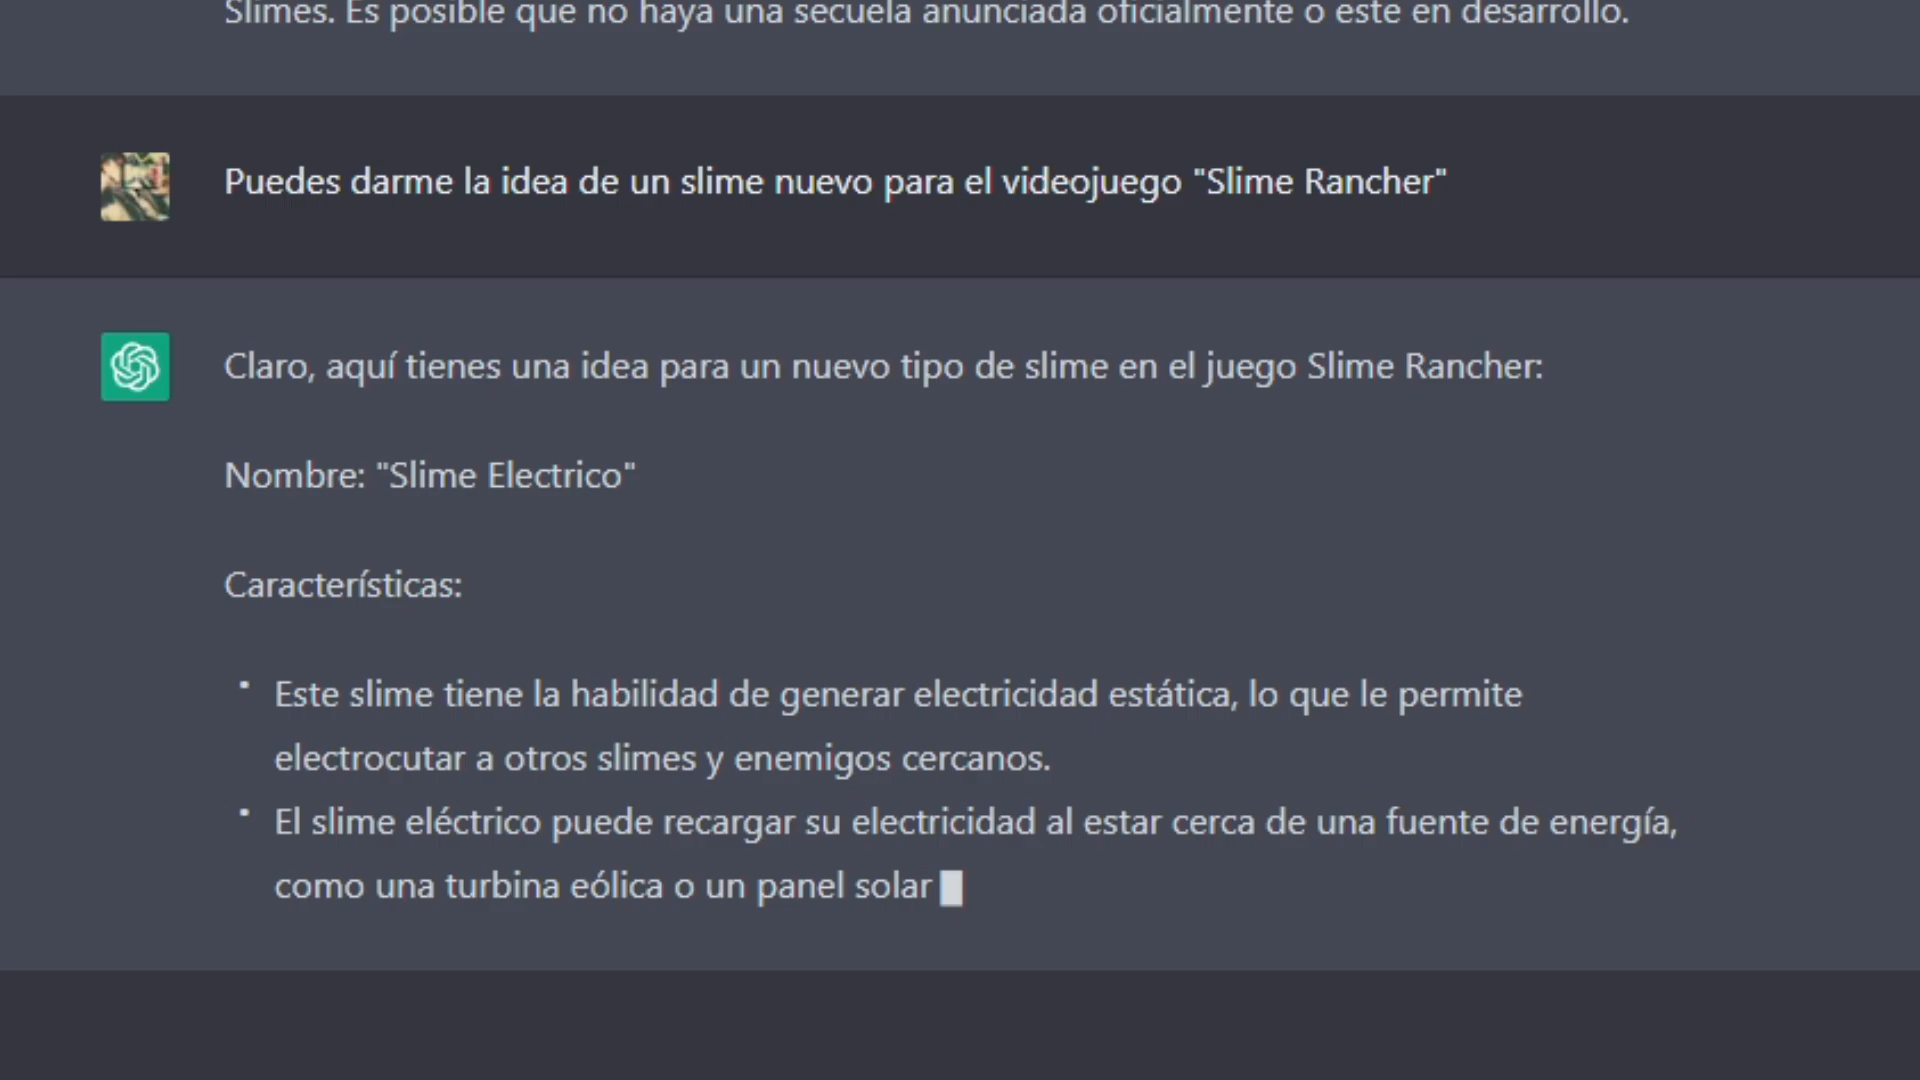 Slimes. Es posible que no haya una secuela anunciada oficialmente o este en desarrollo.
Puedes darme la idea de un slime nuevo para el videojuego "Slime Rancher"
Claro, aquí tienes una idea para un nuevo tipo de slime en el juego Slime Rancher:
Nombre: "Slime Electrico"
Características:
• Este slime tiene la habilidad de generar electricidad estática, lo que le permite
electrocutar a otros slimes y enemigos cercanos.
• El slime eléctrico puede recargar su electricidad al estar cerca de una fuente de energía,
como una turbina eólica o un panel solar